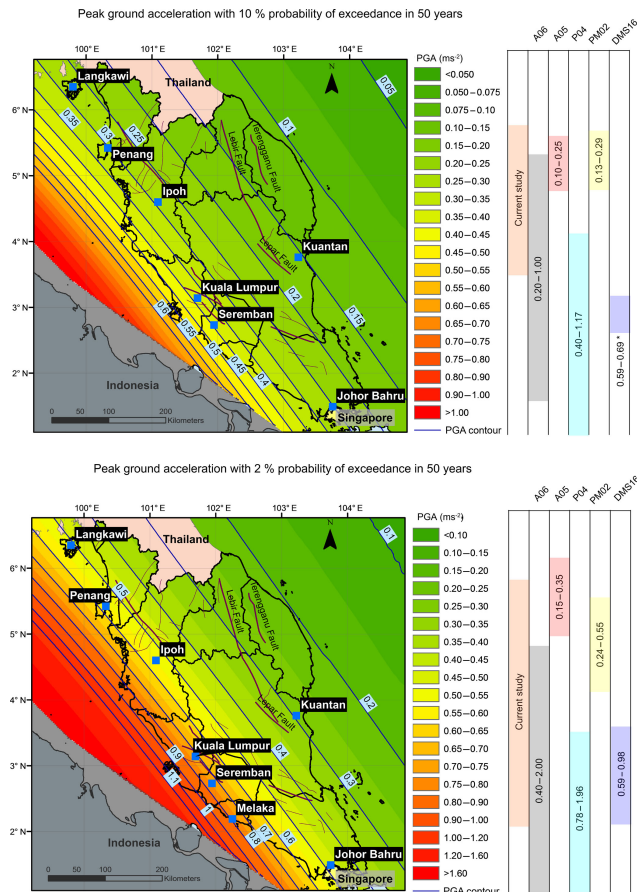 Peak ground acceleration with 10 % probability of exceedance in 50 years
A06
A05
P04
PM02
DMS16
100°E
101°E
102°E
103°E
104°E
6°N
5°N
4°N
3°N
2°N
Langkawi
Thailand
N
Penang
Ipoh
Lebir Fault
Terengganu Fault
Kuantan
Lepar Fault
Kuala Lumpur
Seremban
Indonesia
Johor Bahru
Singapore
0.05
0.1
0.15
0.2
0.25
0.3
0.35
0.4
0.45
0.5
0.55
0.6
0 50 100 200
Kilometers
PGA (ms⁻²)
<0.050
0.050–0.075
0.075–0.10
0.10–0.15
0.15–0.20
0.20–0.25
0.25–0.30
0.30–0.35
0.35–0.40
0.40–0.45
0.45–0.50
0.50–0.55
0.55–0.60
0.60–0.65
0.65–0.70
0.70–0.75
0.75–0.80
0.80–0.90
0.90–1.00
>1.00
PGA contour
Current study
0.20–1.00
0.10–0.25
0.40–1.17
0.13–0.29
0.59–0.69 *
Peak ground acceleration with 2 % probability of exceedance in 50 years
A06
A05
P04
PM02
DMS16
100°E
101°E
102°E
103°E
104°E
6°N
5°N
4°N
3°N
2°N
Langkawi
Thailand
N
Penang
Ipoh
Lebir Fault
Terengganu Fault
Kuantan
Lepar Fault
Kuala Lumpur
Seremban
Melaka
Indonesia
Johor Bahru
Singapore
0.1
0.2
0.3
0.4
0.5
0.6
0.7
0.8
0.9
1
1.1
0 50 100 200
Kilometers
PGA (ms⁻²)
<0.10
0.10–0.15
0.15–0.20
0.20–0.25
0.25–0.30
0.30–0.35
0.35–0.40
0.40–0.45
0.45–0.50
0.50–0.55
0.55–0.60
0.60–0.65
0.65–0.70
0.70–0.75
0.75–0.80
0.80–0.90
0.90–1.00
1.00–1.20
1.20–1.60
>1.60
PGA contour
Current study
0.40–2.00
0.15–0.35
0.78–1.96
0.24–0.55
0.59–0.98